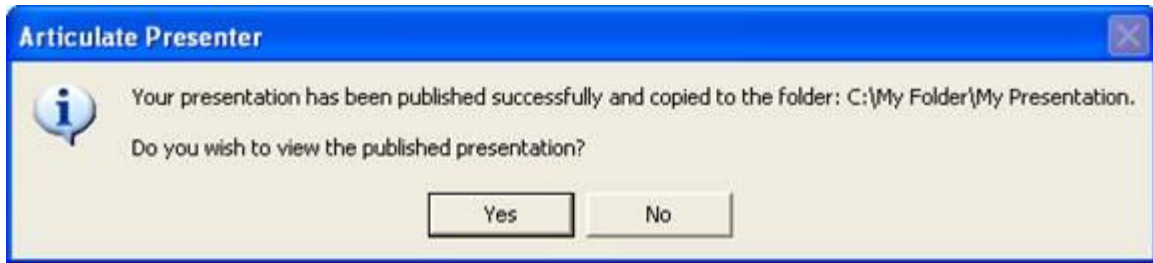 Articulate Presenter
Your presentation has been published successfully and copied to the folder: C:\My Folder\My Presentation.
Do you wish to view the published presentation?
Yes
No